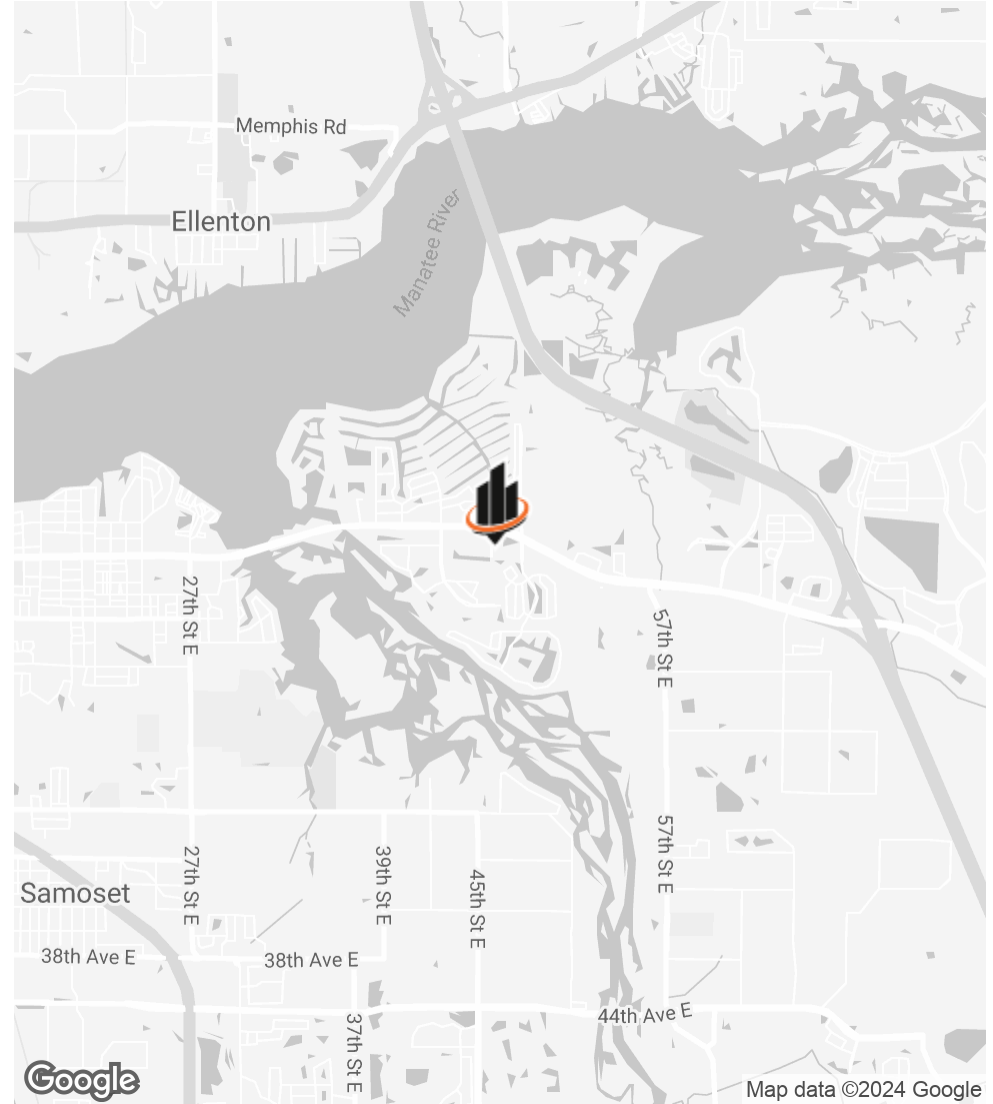 Memphis Rd
Ellenton
Manatee River
27th St E
57th St E
27th St E
39th St E
45th St E
57th St E
Samoset
38th Ave E
38th Ave E
37th St E
44th Ave E
Google
Map data ©2024 Google